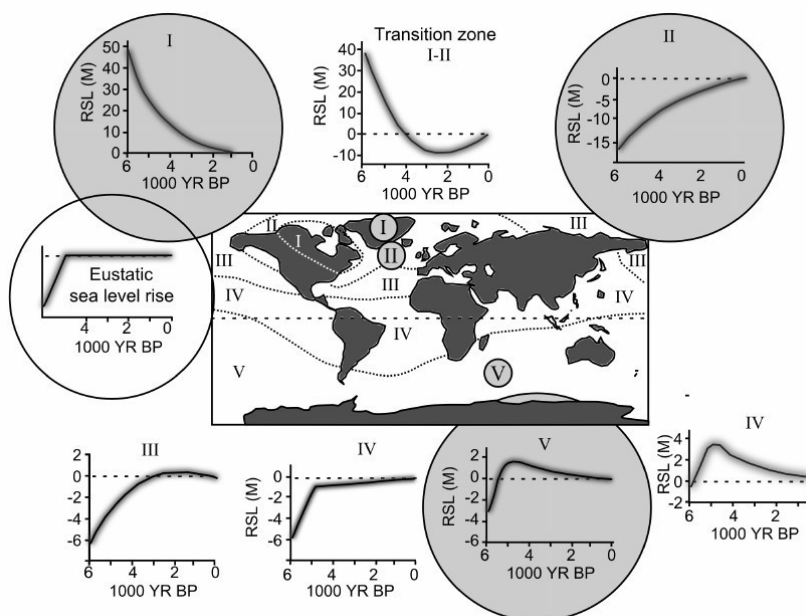 I
RSL (M)
50
40
30
20
10
0
6
4
2
0
1000 YR BP
Transition zone
I-II
RSL (M)
40
30
20
10
0
-10
6
4
2
0
1000 YR BP
II
RSL (M)
0
-5
-10
-15
6
4
2
0
1000 YR BP
Eustatic
sea level rise
4
2
0
1000 YR BP
II
I
III
IV
V
I
II
III
IV
V
III
III
IV
III
RSL (M)
2
0
-2
-4
-6
6
4
2
0
1000 YR BP
IV
RSL (M)
2
0
-2
-4
-6
6
4
2
0
1000 YR BP
V
RSL (M)
2
0
-2
-4
-6
6
4
2
0
1000 YR BP
IV
RSL (M)
4
2
0
-2
6
4
2
0
1000 YR BP